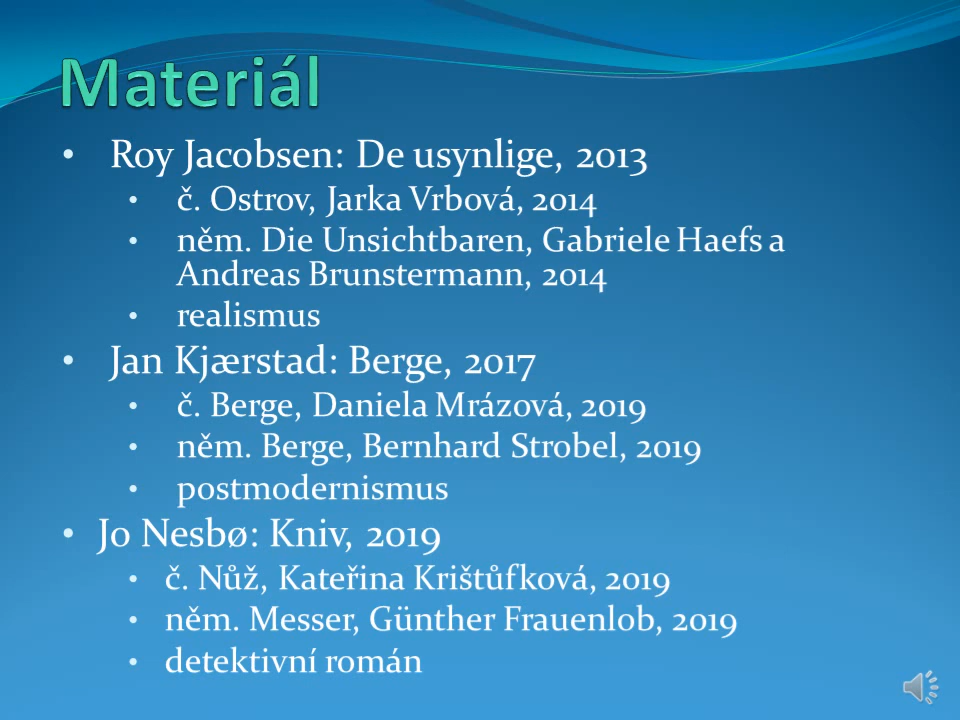 Materiál
• Roy Jacobsen: De usynlige, 2013
• č. Ostrov, Jarka Vrbová, 2014
• něm. Die Unsichtbaren, Gabriele Haefs a
Andreas Brunstermann, 2014
• realismus
• Jan Kjærstad: Berge, 2017
• č. Berge, Daniela Mrázová, 2019
• něm. Berge, Bernhard Strobel, 2019
• postmodernismus
• Jo Nesbø: Kniv, 2019
• č. Nůž, Kateřina Krištůfková, 2019
• něm. Messer, Günther Frauenlob, 2019
• detektivní román